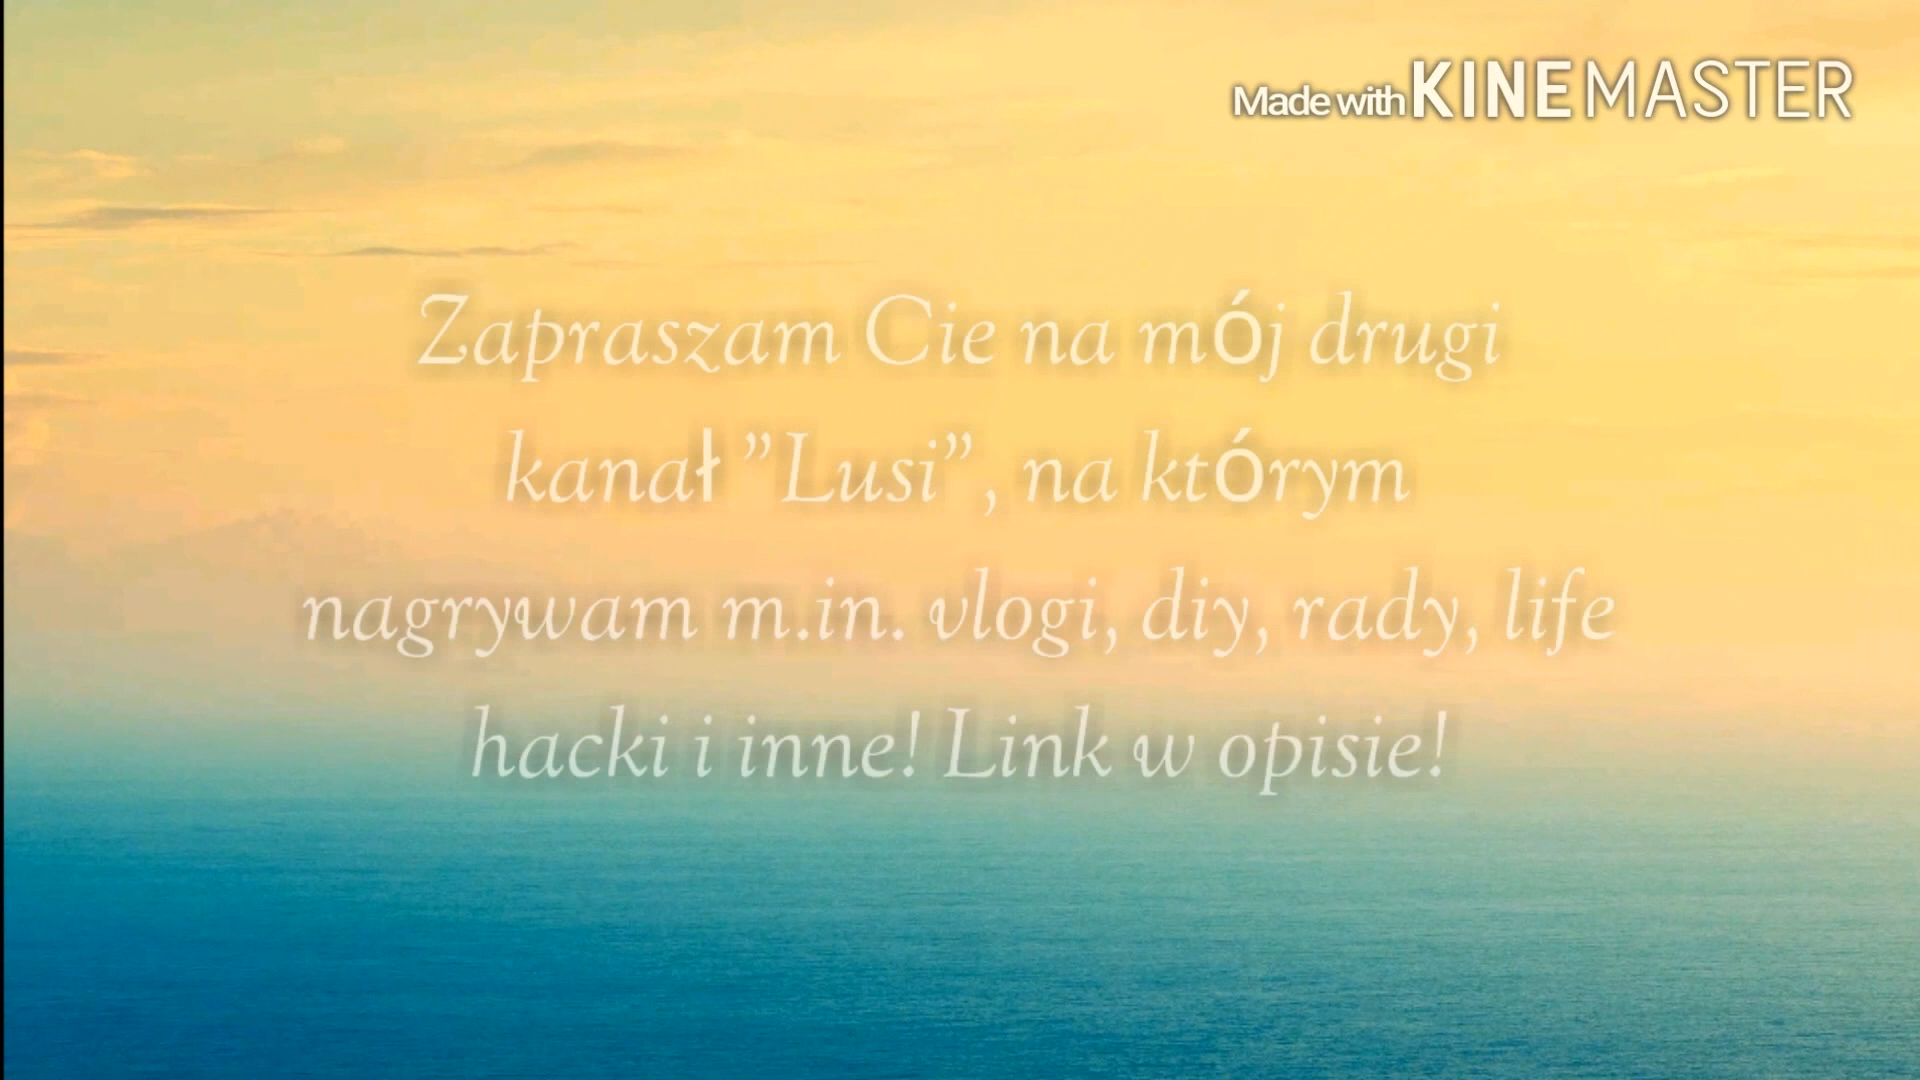 Made with KINEMASTER
Zapraszam Cie na mój drugi
kanał "Lusi", na którym
nagrywam m.in. vlogi, diy, rady, life
hacki i inne! Link w opisie!